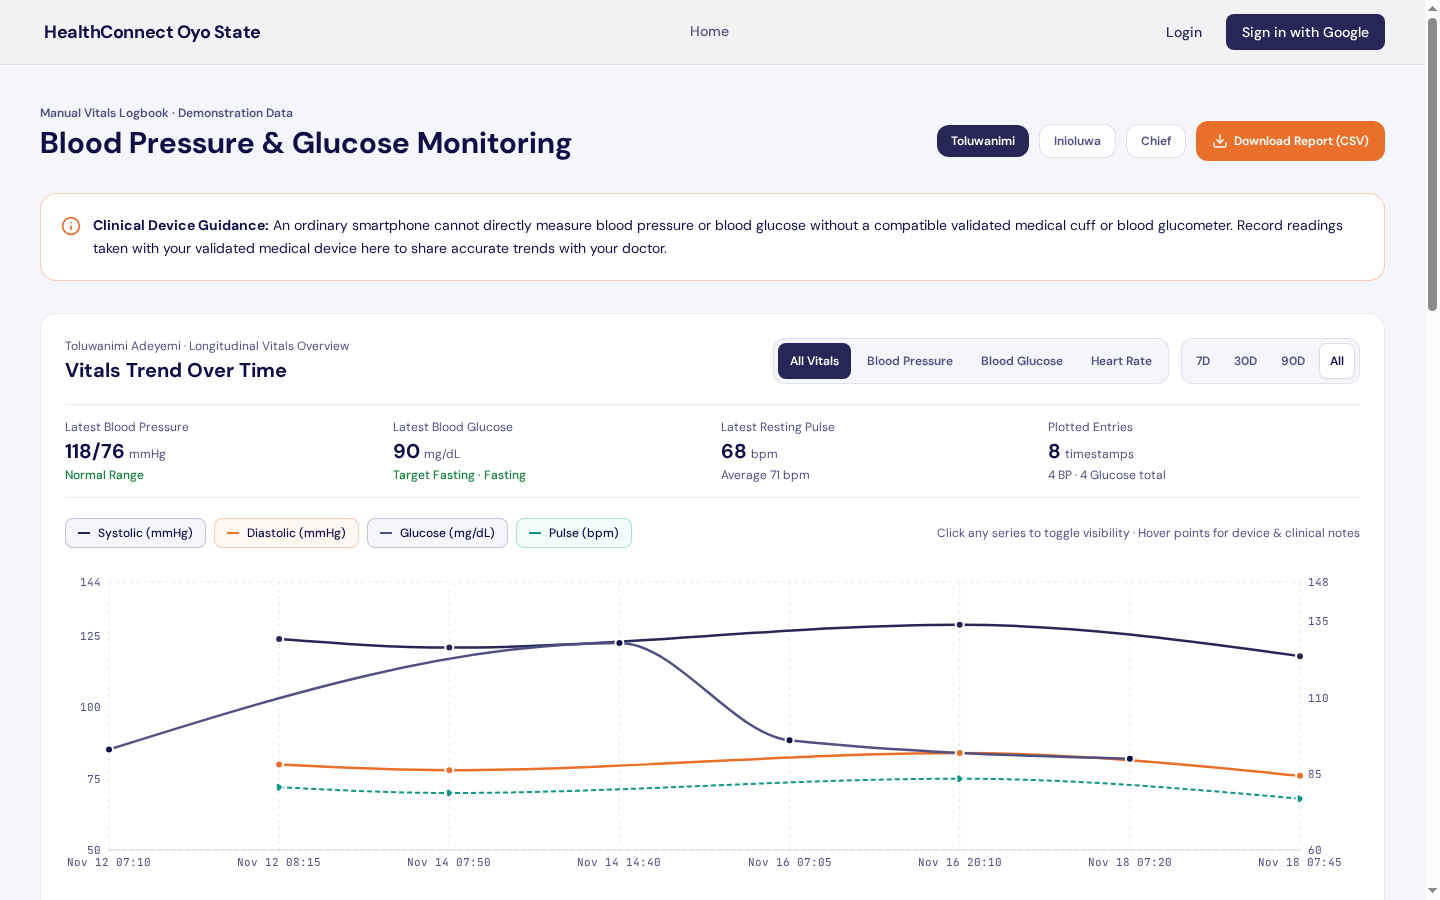 HealthConnect Oyo State
Home
Login
Sign in with Google
Manual Vitals Logbook · Demonstration Data
Blood Pressure & Glucose Monitoring
Toluwanimi
Inioluwa
Chief
Download Report (CSV)
Clinical Device Guidance: An ordinary smartphone cannot directly measure blood pressure or blood glucose without a compatible validated medical cuff or blood glucometer. Record readings
taken with your validated medical device here to share accurate trends with your doctor.
Toluwanimi Adeyemi · Longitudinal Vitals Overview
Vitals Trend Over Time
All Vitals
Blood Pressure
Blood Glucose
Heart Rate
7D
30D
90D
All
Latest Blood Pressure
118/76 mmHg
Normal Range
Latest Blood Glucose
90 mg/dL
Target Fasting · Fasting
Latest Resting Pulse
68 bpm
Average 71 bpm
Plotted Entries
8 timestamps
4 BP · 4 Glucose total
Systolic (mmHg)
Diastolic (mmHg)
Glucose (mg/dL)
Pulse (bpm)
Click any series to toggle visibility · Hover points for device & clinical notes
144
125
100
75
50
148
135
110
85
60
Nov 12 07:10
Nov 12 08:15
Nov 14 07:50
Nov 14 14:40
Nov 16 07:05
Nov 16 20:10
Nov 18 07:20
Nov 18 07:45